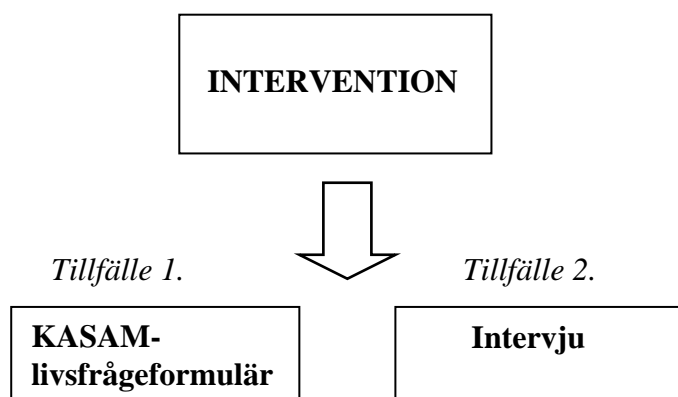 INTERVENTION
Tillfälle 1.
Tillfälle 2.
KASAM-
livsfrågeformulär
Intervju